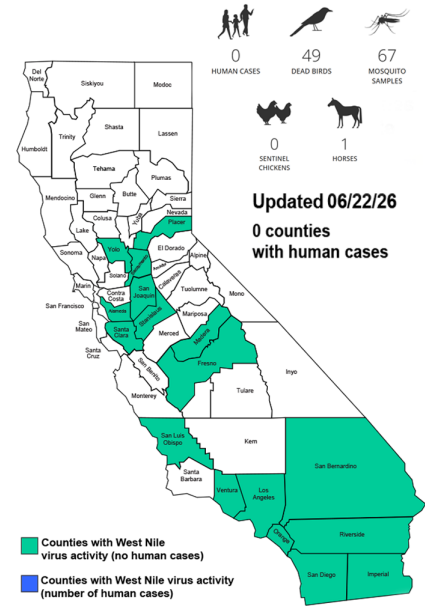 0
HUMAN CASES
49
DEAD BIRDS
67
MOSQUITO
SAMPLES
0
SENTINEL
CHICKENS
1
HORSES
Updated 06/22/26
0 counties
with human cases
Del
Norte
Siskiyou
Modoc
Humboldt
Trinity
Shasta
Lassen
Tehama
Plumas
Mendocino
Glenn
Butte
Sierra
Colusa
Yuba
Nevada
Placer
Lake
Sonoma
Napa
Yolo
Sacramento
El Dorado
Alpine
Amador
Solano
Marin
Contra
Costa
San
Joaquin
Calaveras
Tuolumne
Mono
San Francisco
Alameda
Stanislaus
Mariposa
San
Mateo
Santa
Clara
Merced
Madera
Santa
Cruz
San Benito
Fresno
Inyo
Monterey
Tulare
San Luis
Obispo
Kern
San Bernardino
Santa
Barbara
Ventura
Los
Angeles
Orange
Riverside
San Diego
Imperial
Counties with West Nile
virus activity (no human cases)
Counties with West Nile virus activity
(number of human cases)